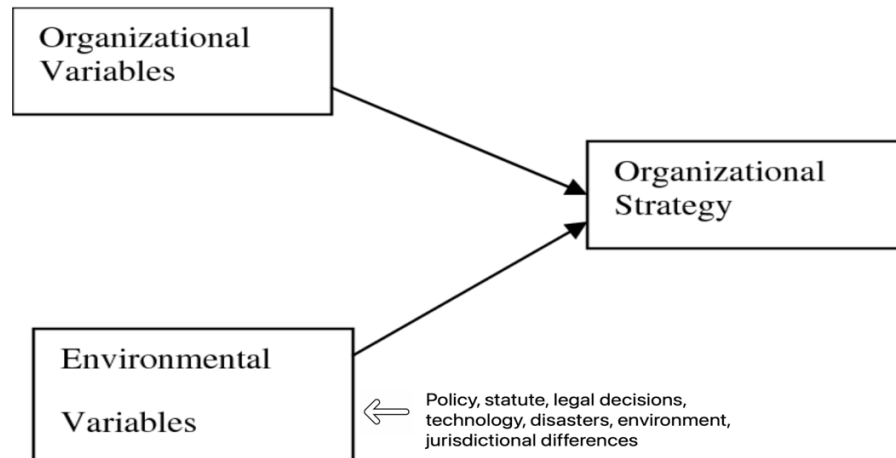 Organizational
Variables
Organizational
Strategy
Environmental
Variables
Policy, statute, legal decisions,
technology, disasters, environment,
jurisdictional differences